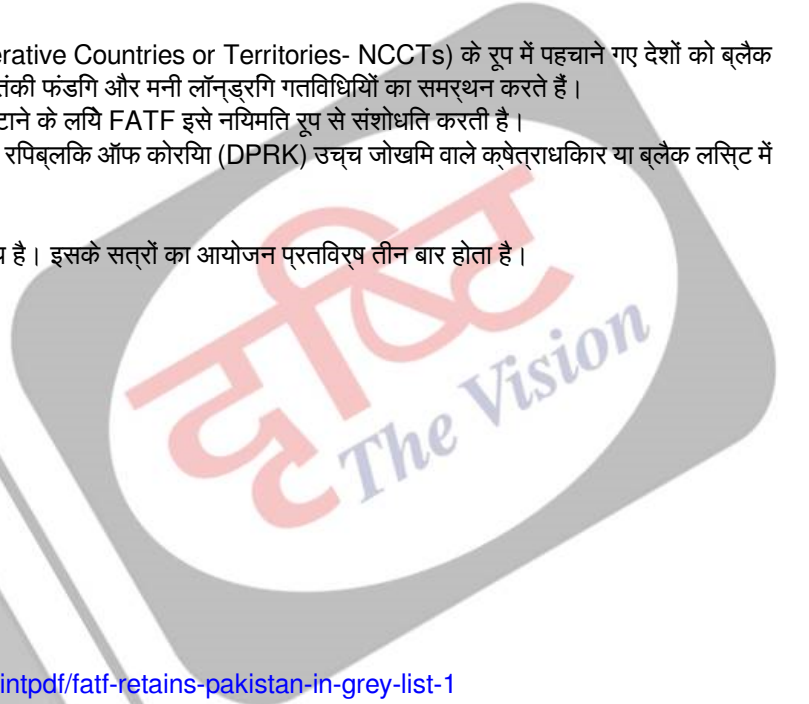 erative Countries or Territories- NCCTs) के रूप में पहचाने गए देशों को ब्लैक
तंकी फंडिंग और मनी लॉन्ड्रिंग गतिविधियों का समर्थन करते हैं।
टाने के लिये FATF इसे नियमित रूप से संशोधित करती है।
रिपब्लिक ऑफ कोरिया (DPRK) उच्च जोखिम वाले क्षेत्राधिकार या ब्लैक लिस्ट में
य है। इसके सत्रों का आयोजन प्रतिवर्ष तीन बार होता है।
दृष्टि
The Vision
intpdf/fatf-retains-pakistan-in-grey-list-1